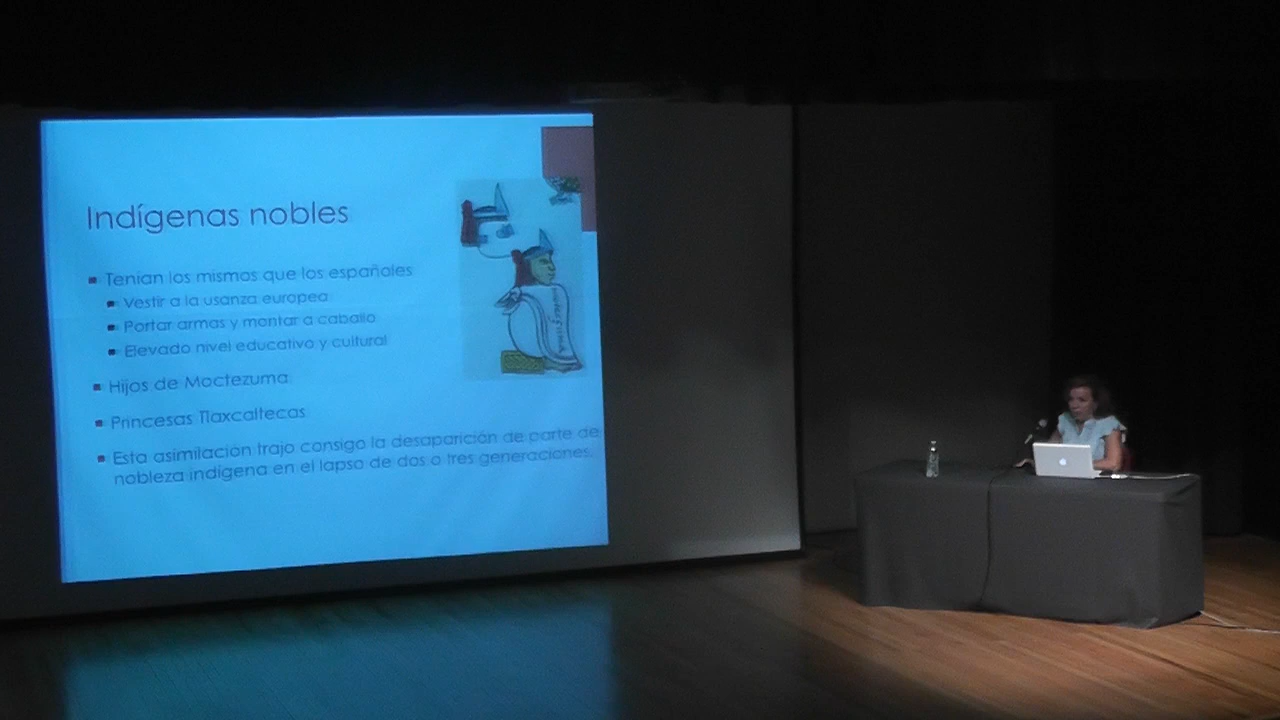 Indígenas nobles
Tenían los mismos que los españoles
Vestir a la usanza europea
Portar armas y montar a caballo
Elevado nivel educativo y cultural
Hijos de Moctezuma
Princesas Tlaxcaltecas
Esta asimilación trajo consigo la desaparición de parte de
nobleza indígena en el lapso de dos o tres generaciones.